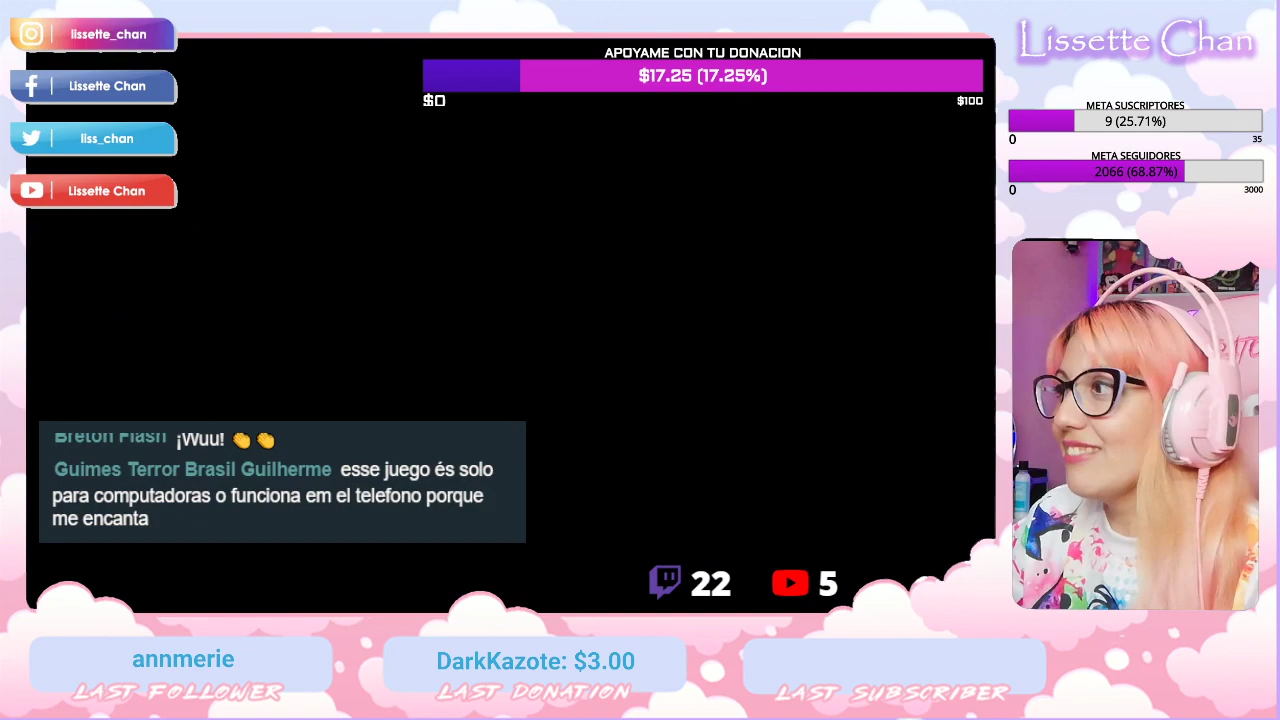 lissette_chan
Lissette Chan
liss_chan
Lissette Chan
APOYAME CON TU DONACION
$17.25 (17.25%)
$0
$100
Lissette Chan
META SUSCRIPTORES
9 (25.71%)
0
35
META SEGUIDORES
2066 (68.87%)
0
3000
Breton Flash ¡Wuu! 👏 👏
Guimes Terror Brasil Guilherme esse juego és solo
para computadoras o funciona em el telefono porque
me encanta
22
5
annmerie
LAST FOLLOWER
DarkKazote: $3.00
LAST DONATION
LAST SUBSCRIBER